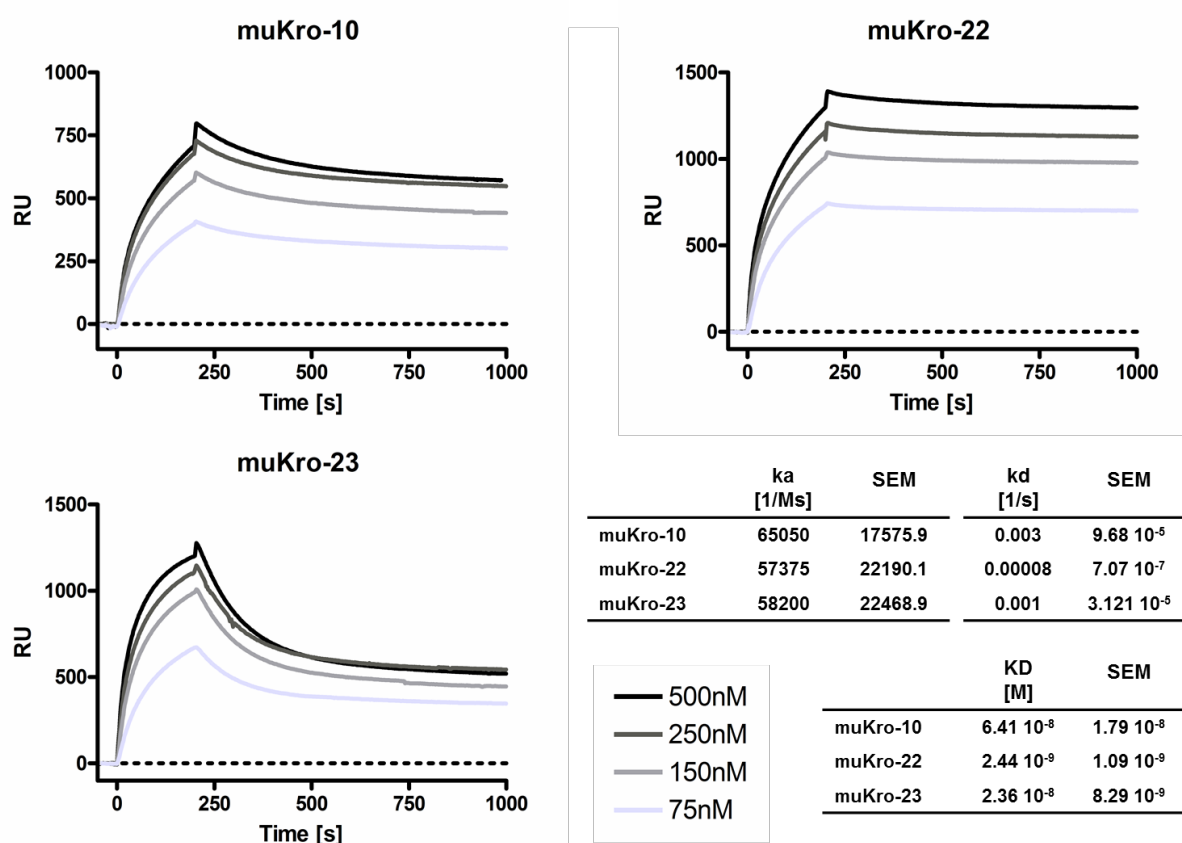 muKro-10
1000
750
500
250
0
RU
0 250 500 750 1000
Time [s]
muKro-22
1500
1000
500
0
RU
0 250 500 750 1000
Time [s]
muKro-23
1500
1000
500
0
RU
0 250 500 750 1000
Time [s]
ka [1/Ms] SEM kd [1/s] SEM
muKro-10 65050 17575.9 0.003 9.68 10⁻⁵
muKro-22 57375 22190.1 0.00008 7.07 10⁻⁷
muKro-23 58200 22468.9 0.001 3.121 10⁻⁵
500nM
250nM
150nM
75nM
KD [M] SEM
muKro-10 6.41 10⁻⁸ 1.79 10⁻⁸
muKro-22 2.44 10⁻⁹ 1.09 10⁻⁹
muKro-23 2.36 10⁻⁸ 8.29 10⁻⁹